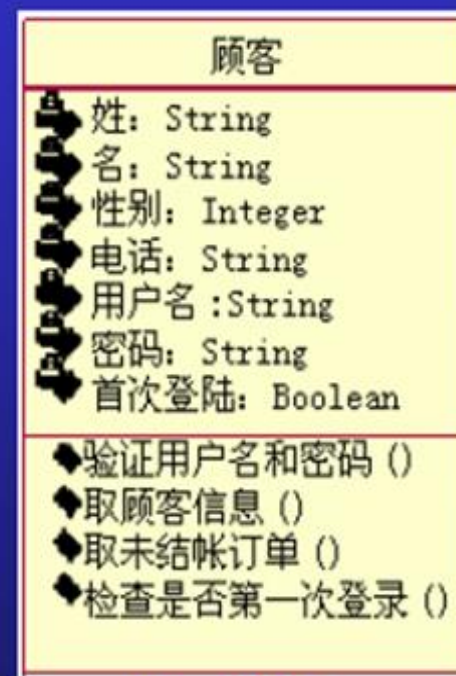 顾客
姓：String
名：String
性别：Integer
电话：String
用户名 :String
密码：String
首次登陆：Boolean
验证用户名和密码 ()
取顾客信息 ()
取未结帐订单 ()
检查是否第一次登录 ()